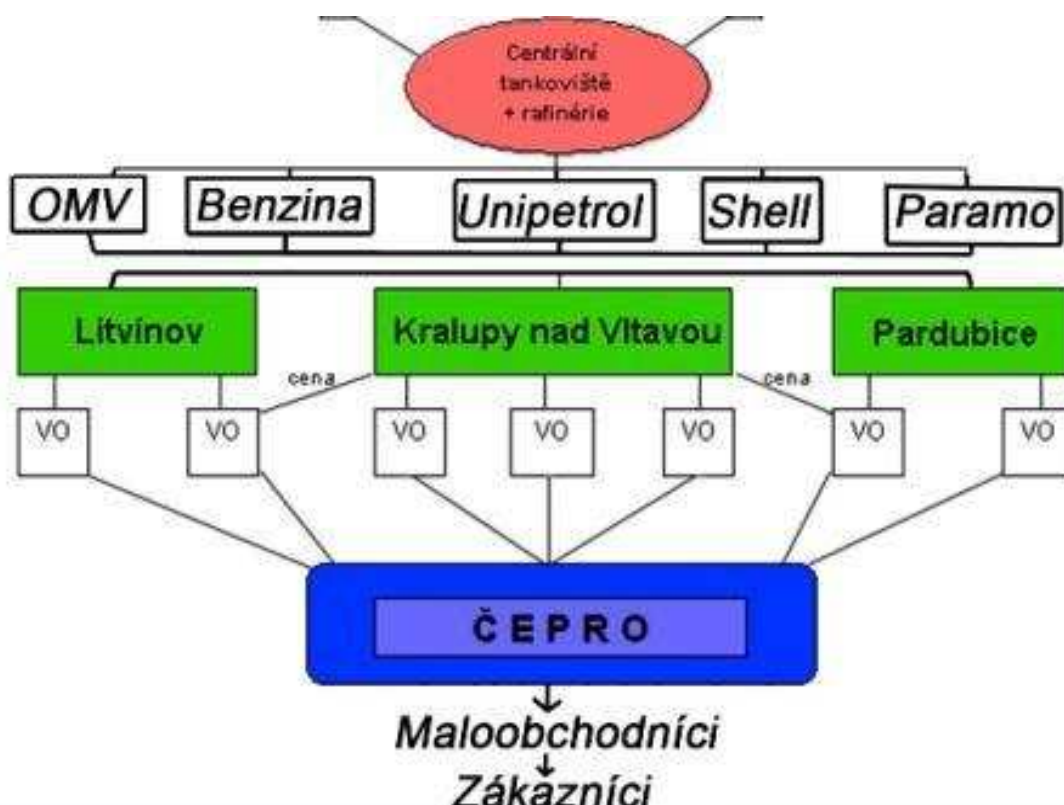 Centrální
tankoviště
+ rafinérie
OMV Benzina Unipetrol Shell Paramo
Litvínov Kralupy nad Vltavou Pardubice
cena cena
VO VO VO VO VO VO VO
ČEPRO
Maloobchodníci
Zákazníci